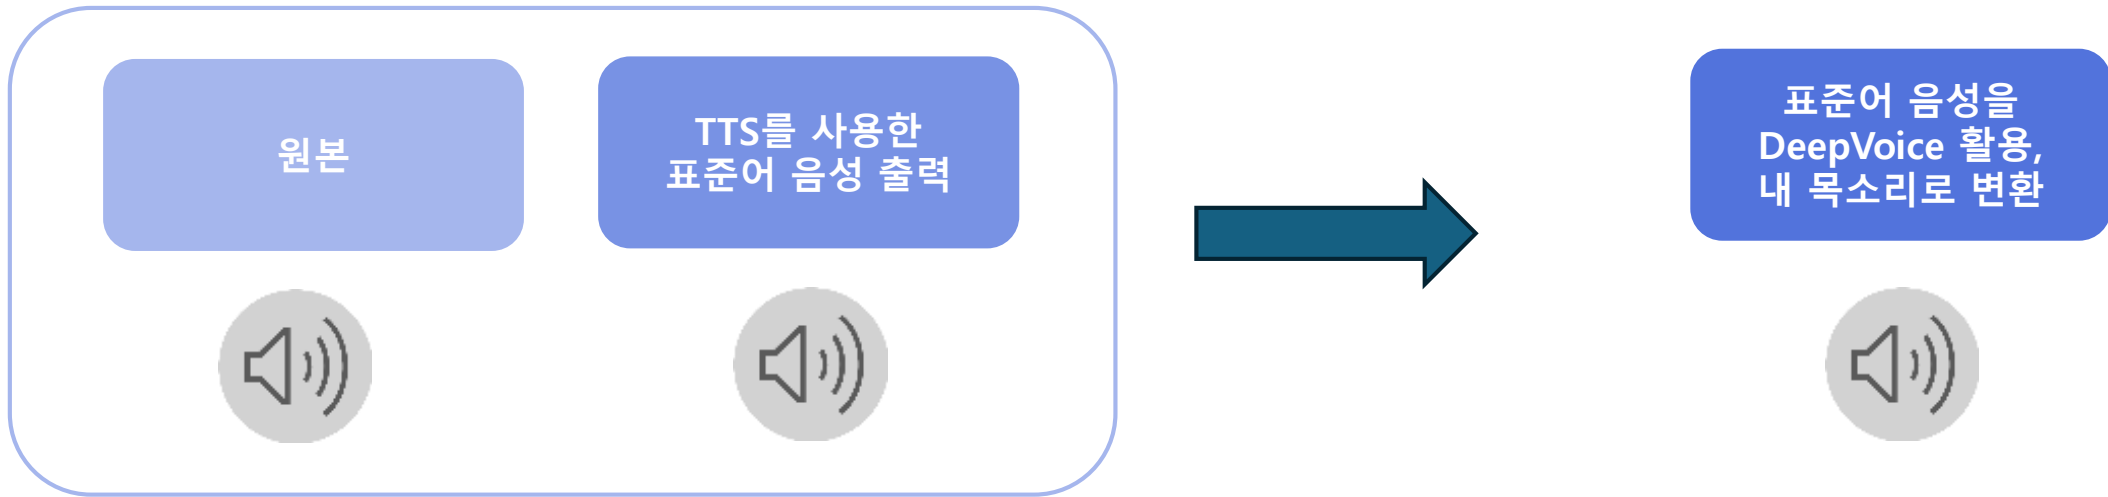 원본
TTS를 사용한
표준어 음성 출력
표준어 음성을
DeepVoice 활용,
내 목소리로 변환